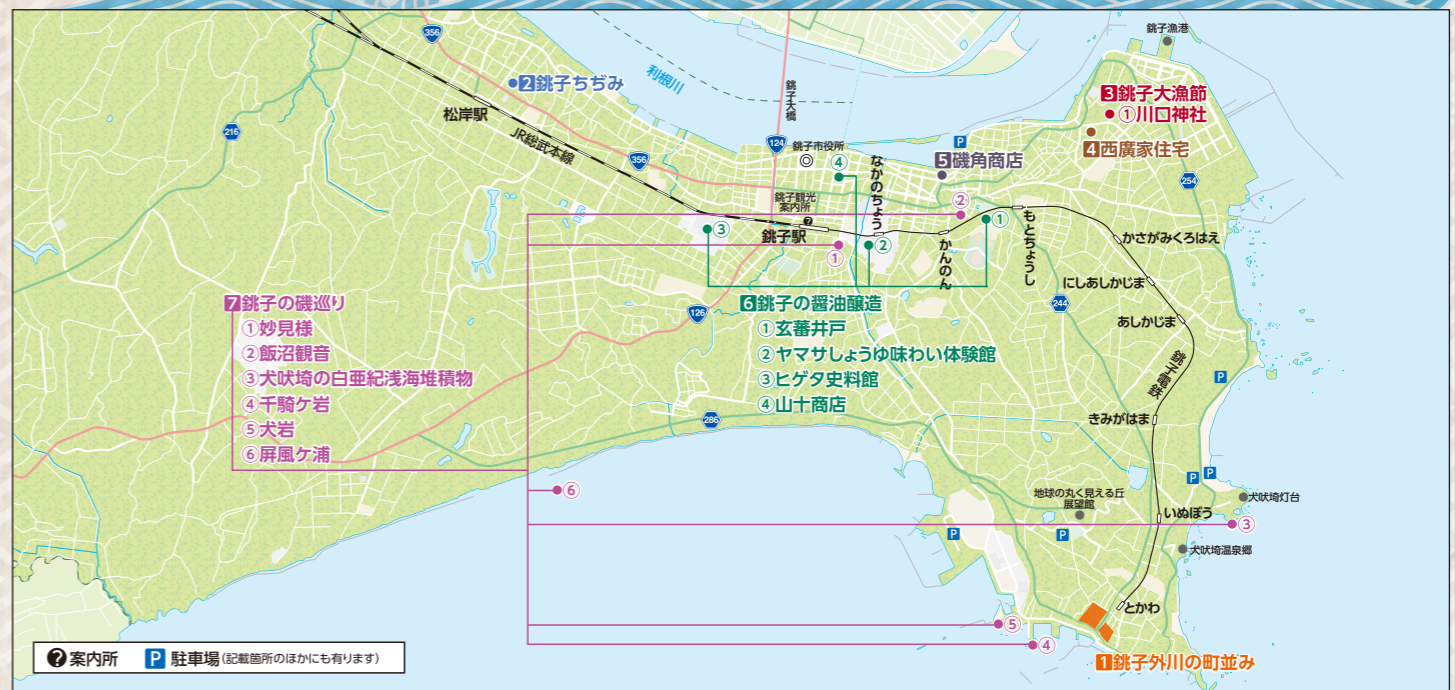 銚子漁港
356
2銚子ちぢみ
利根川
銚子大橋
3銚子大漁節
①川口神社
松岸駅
216
JR総武本線
356
124
銚子市役所
④
なかのちょう
P
5磯角商店
4西廣家住宅
254
銚子観光
案内所
?
②
①
もとちょうし
③
銚子駅
①
②
かんのん
かさがみくろはえ
にしあしかじま
244
あしかじま
7銚子の磯巡り
①妙見様
②飯沼観音
③犬吠埼の白亜紀浅海堆積物
④千騎ケ岩
⑤犬岩
⑥屏風ケ浦
126
6銚子の醤油醸造
①玄蕃井戸
②ヤマサしょうゆ味わい体験館
③ヒゲタ史料館
④山十商店
銚子電鉄
P
286
きみがはま
P
P
⑥
地球の丸く見える丘
展望館
犬吠埼灯台
いぬぼう
③
P
P
犬吠埼温泉郷
とかわ
⑤
④
1銚子外川の町並み
?案内所 P 駐車場(記載箇所のほかにも有ります)